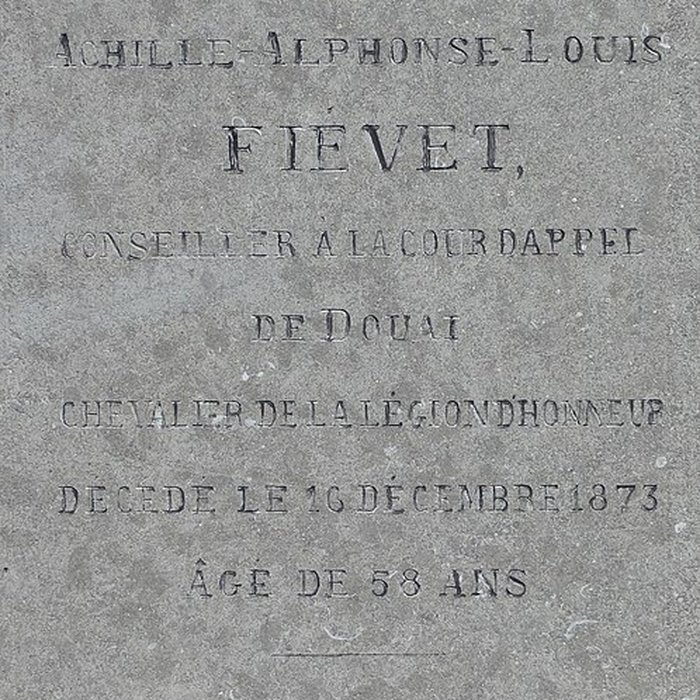 ACHILLE-ALPHONSE-LOUIS
FIÉVET,
CONSEILLER À LA COUR D'APPEL
DE DOUAI
CHEVALIER DE LA LÉGION D'HONNEUR
DÉCÉDÉ LE 16 DÉCEMBRE 1873
ÂGÉ DE 58 ANS